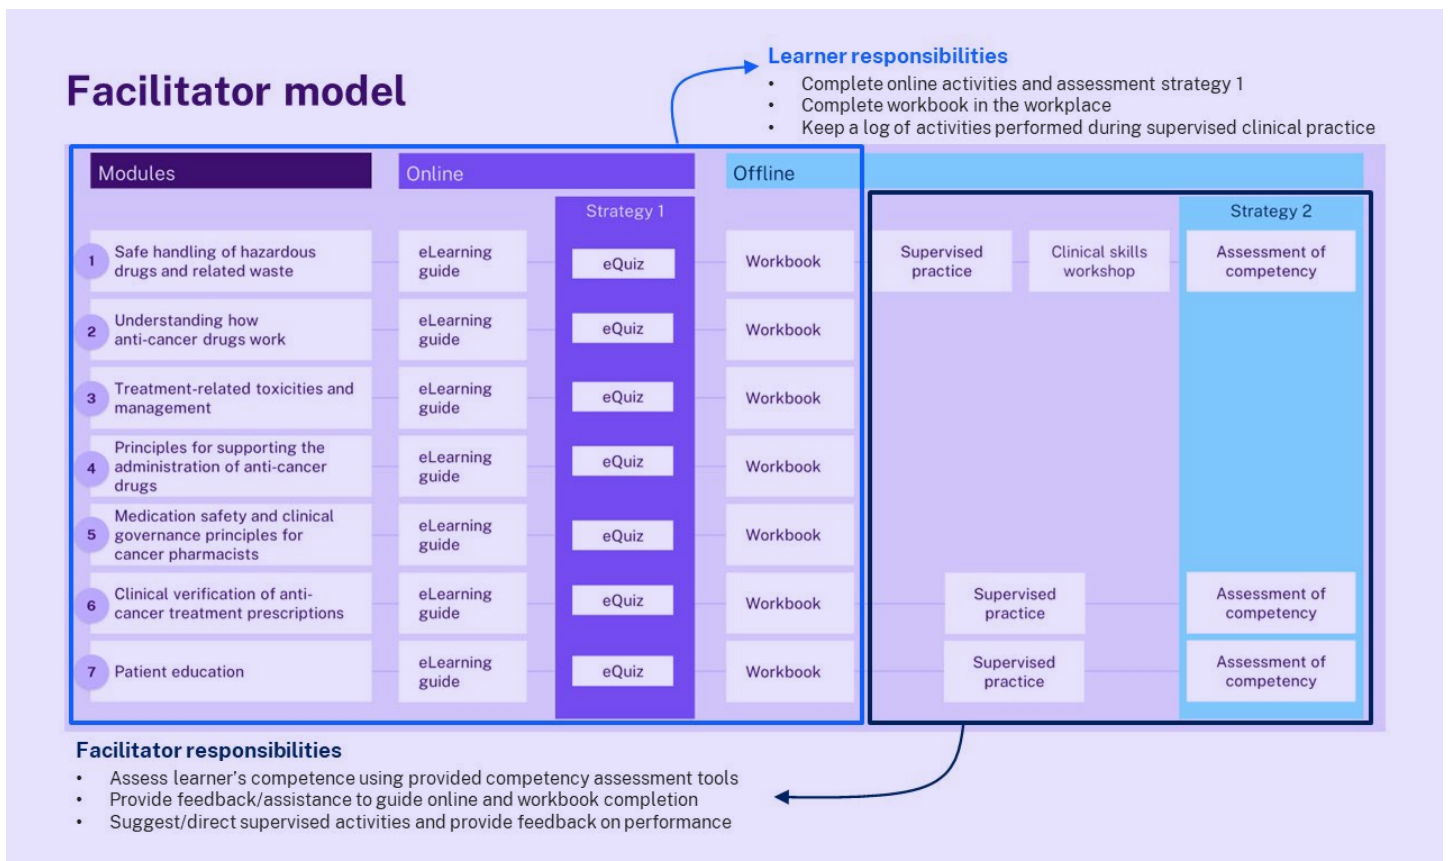 Facilitator model
Learner responsibilities
• Complete online activities and assessment strategy 1
• Complete workbook in the workplace
• Keep a log of activities performed during supervised clinical practice
Modules
Online
Offline
Strategy 1
Strategy 2
1
Safe handling of hazardous
drugs and related waste
eLearning
guide
eQuiz
Workbook
Supervised
practice
Clinical skills
workshop
Assessment of
competency
2
Understanding how
anti-cancer drugs work
eLearning
guide
eQuiz
Workbook
3
Treatment-related toxicities and
management
eLearning
guide
eQuiz
Workbook
4
Principles for supporting the
administration of anti-cancer
drugs
eLearning
guide
eQuiz
Workbook
5
Medication safety and clinical
governance principles for
cancer pharmacists
eLearning
guide
eQuiz
Workbook
6
Clinical verification of anti-
cancer treatment prescriptions
eLearning
guide
eQuiz
Workbook
Supervised
practice
Assessment of
competency
7
Patient education
eLearning
guide
eQuiz
Workbook
Supervised
practice
Assessment of
competency
Facilitator responsibilities
• Assess learner's competence using provided competency assessment tools
• Provide feedback/assistance to guide online and workbook completion
• Suggest/direct supervised activities and provide feedback on performance